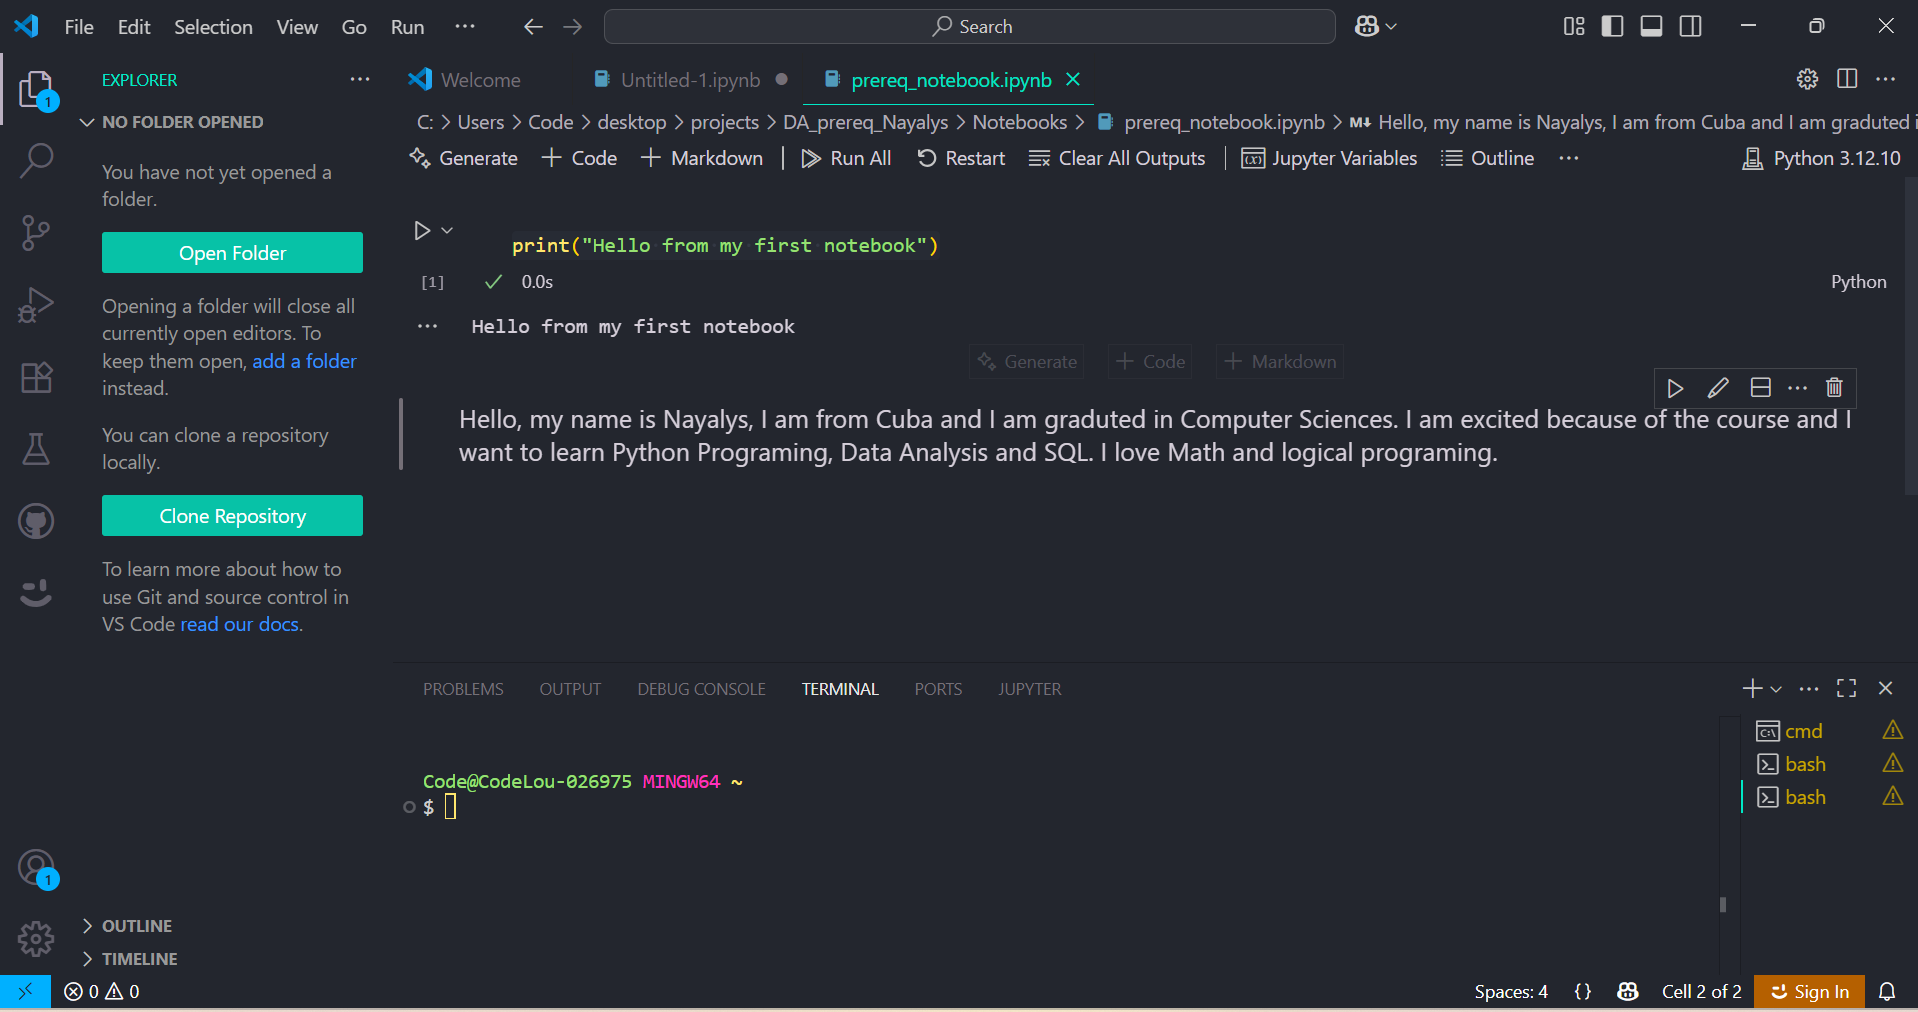 File Edit Selection View Go Run ··· Search
EXPLORER ···
Welcome Untitled-1.ipynb prereq_notebook.ipynb
NO FOLDER OPENED
C: > Users > Code > desktop > projects > DA_prereq_Nayalys > Notebooks > prereq_notebook.ipynb > M↓ Hello, my name is Nayalys, I am from Cuba and I am graduted i
Generate + Code + Markdown Run All Restart Clear All Outputs Jupyter Variables Outline ··· Python 3.12.10
You have not yet opened a
folder.
Open Folder
Opening a folder will close all
currently open editors. To
keep them open, add a folder
instead.
You can clone a repository
locally.
Clone Repository
To learn more about how to
use Git and source control in
VS Code read our docs.
print("Hello from my first notebook")
[1] 0.0s Python
Hello from my first notebook
Generate + Code + Markdown
Hello, my name is Nayalys, I am from Cuba and I am graduted in Computer Sciences. I am excited because of the course and I
want to learn Python Programing, Data Analysis and SQL. I love Math and logical programing.
PROBLEMS OUTPUT DEBUG CONSOLE TERMINAL PORTS JUPYTER
cmd
bash
bash
Code@CodeLou-026975 MINGW64 ~
$
1
1
OUTLINE
TIMELINE
0 0 Spaces: 4 {} Cell 2 of 2 Sign In